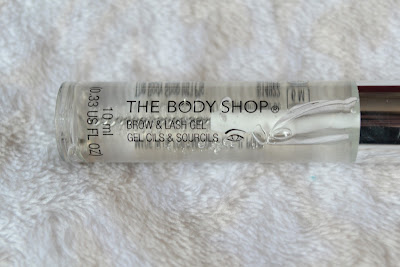 THE BODY SHOP®
BROW & LASH GEL
GEL CILS & SOURCILS
10 ml
0.33 US FL. OZ